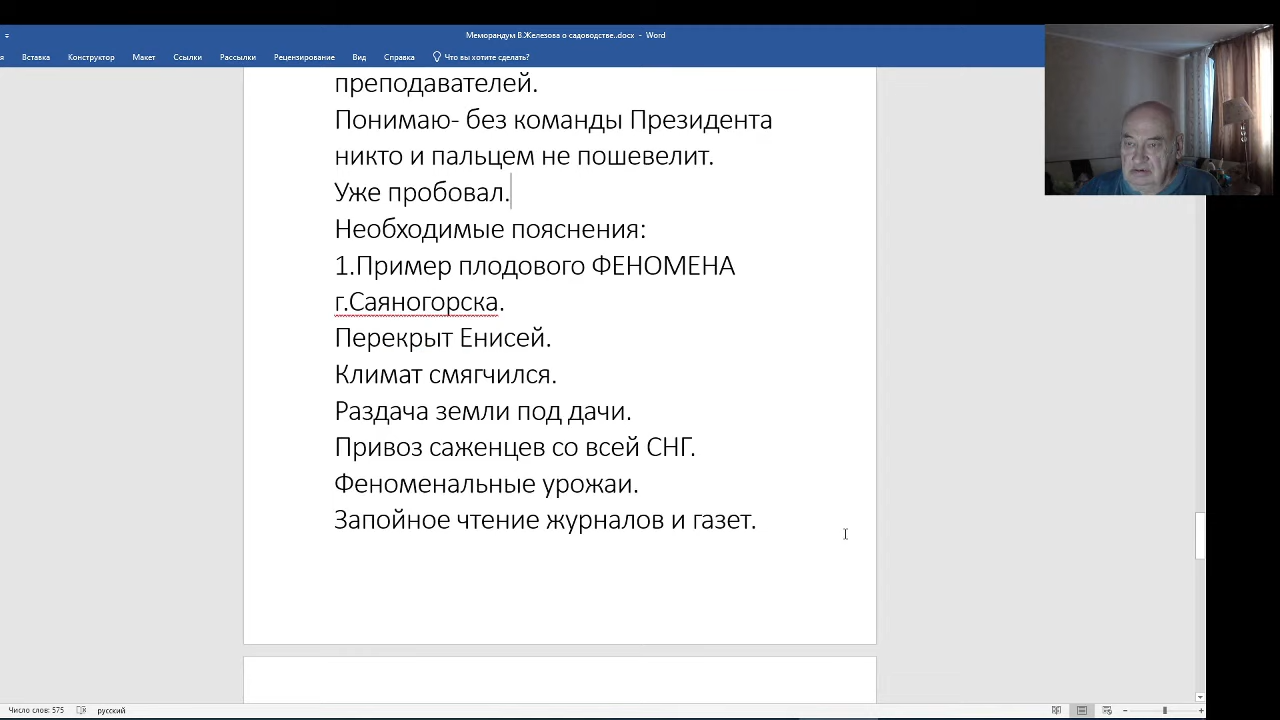 Меморандум В.Железова о садоводстве..docx - Word
я Вставка Конструктор Макет Ссылки Рассылки Рецензирование Вид Справка Что вы хотите сделать?
преподавателей.
Понимаю- без команды Президента
никто и пальцем не пошевелит.
Уже пробовал.
Необходимые пояснения:
1.Пример плодового ФЕНОМЕНА
г.Саяногорска.
Перекрыт Енисей.
Климат смягчился.
Раздача земли под дачи.
Привоз саженцев со всей СНГ.
Феноменальные урожаи.
Запойное чтение журналов и газет.
Число слов: 575 русский